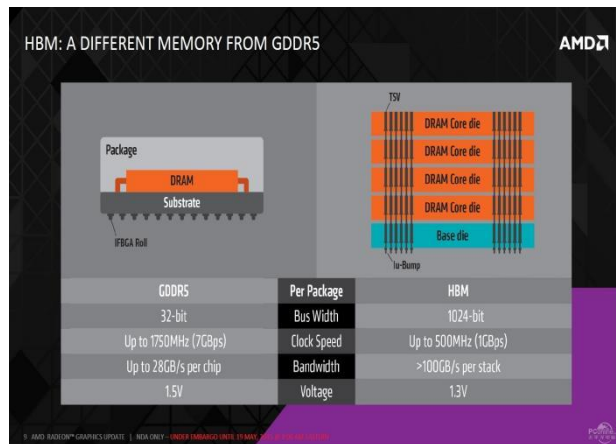 HBM: A DIFFERENT MEMORY FROM GDDR5
AMD
Package
DRAM
Substrate
IFBGA Roll
TSV
DRAM Core die
DRAM Core die
DRAM Core die
DRAM Core die
Base die
GDDR5 Per Package HBM
32-bit Bus Width 1024-bit
Up to 1750MHz (7GBps) Clock Speed Up to 500MHz (1GBps)
Up to 28GB/s per chip Bandwidth >100GB/s per stack
1.5V Voltage 1.3V
AMD RADEON™ GRAPHICS UPDATE | NDA ONLY – UNDER EMBARGO UNTIL 19 MAY,